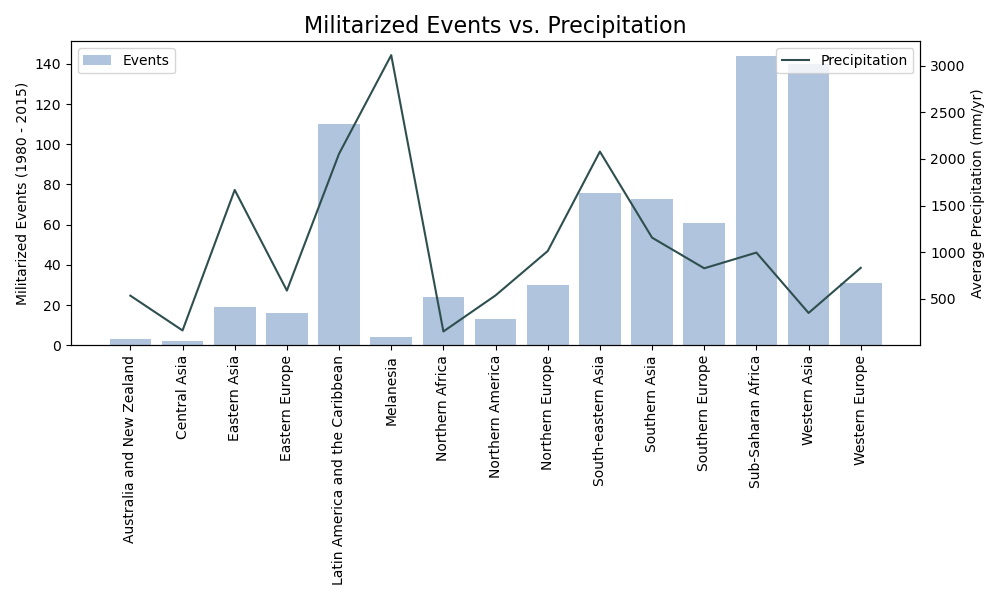 Militarized Events vs. Precipitation
Events
Precipitation
Militarized Events (1980 - 2015)
140
120
100
80
60
40
20
0
3000
2500
2000
1500
1000
500
Average Precipitation (mm/yr)
Australia and New Zealand
Central Asia
Eastern Asia
Eastern Europe
Latin America and the Caribbean
Melanesia
Northern Africa
Northern America
Northern Europe
South-eastern Asia
Southern Asia
Southern Europe
Sub-Saharan Africa
Western Asia
Western Europe